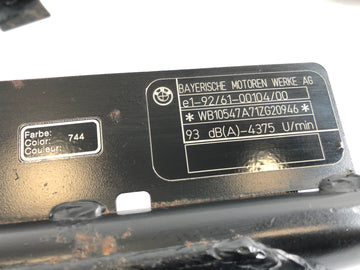 BAYERISCHE MOTOREN WERKE AG
e1-92/61-00104/00
*WB10547A71ZG20946*
93 dB(A)-4375 U/min
Farbe:
Color: 744
Couleur: